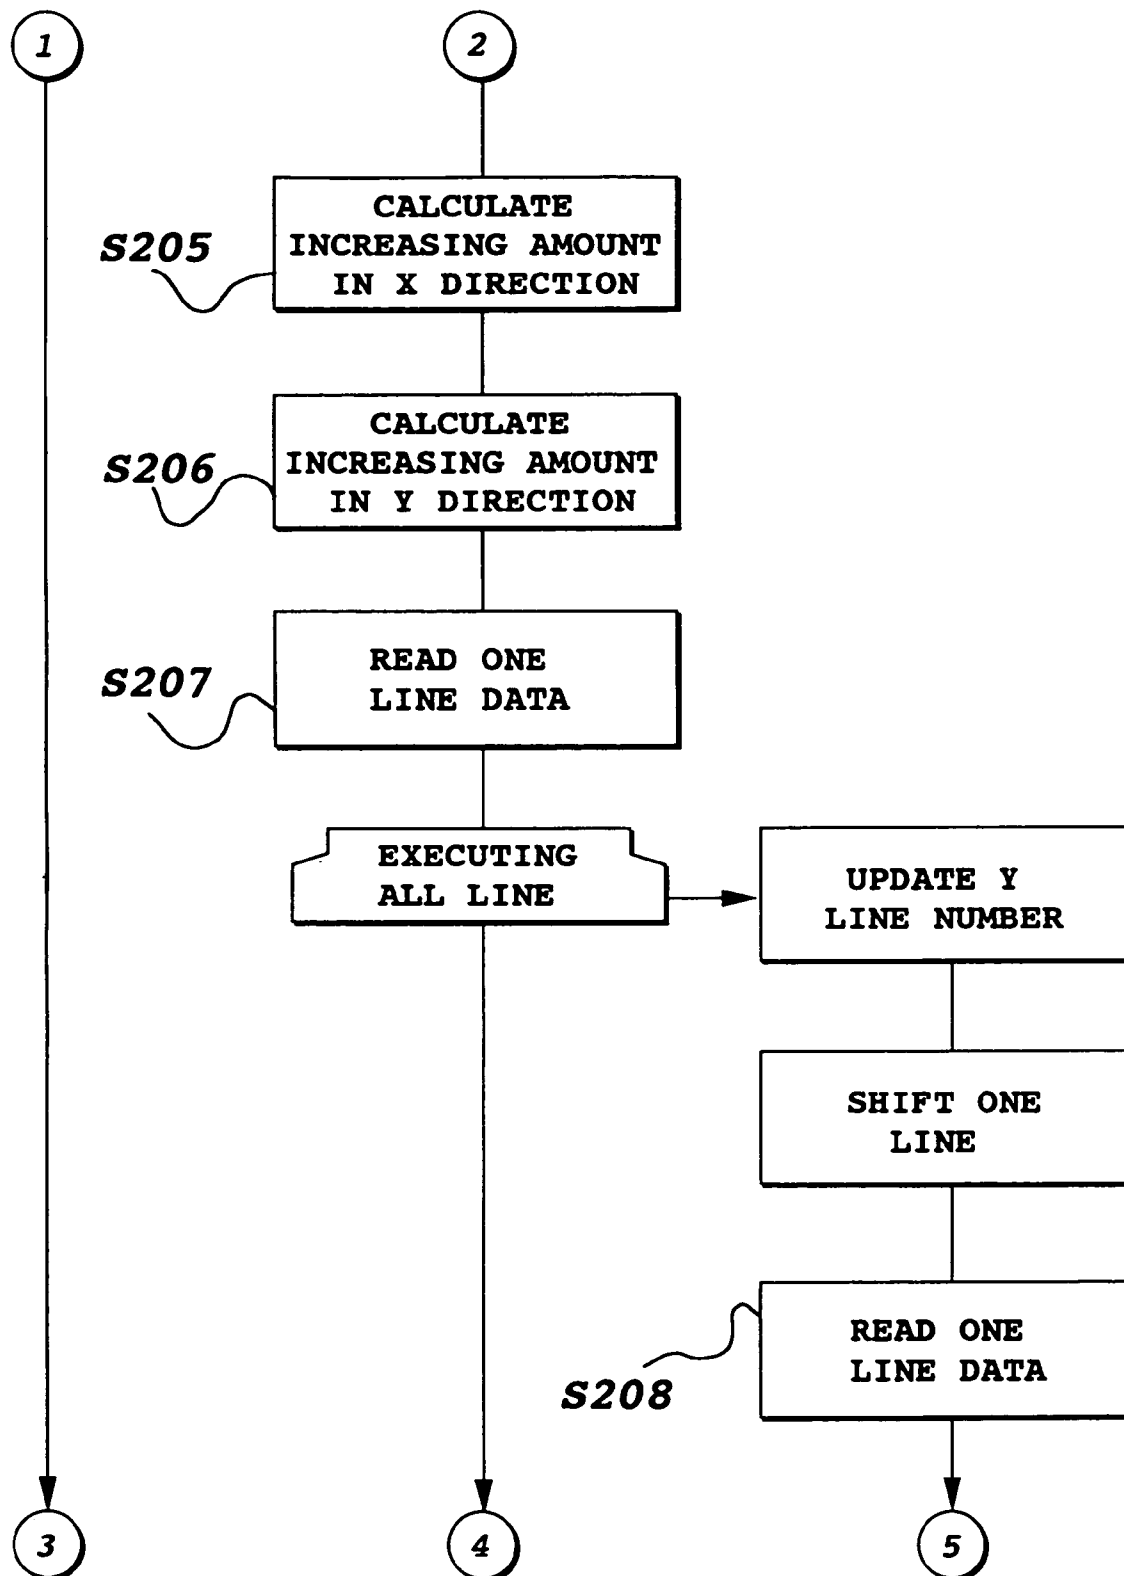 1
2
CALCULATE
INCREASING AMOUNT
IN X DIRECTION
S205
CALCULATE
INCREASING AMOUNT
IN Y DIRECTION
S206
READ ONE
LINE DATA
S207
EXECUTING
ALL LINE
UPDATE Y
LINE NUMBER
SHIFT ONE
LINE
READ ONE
LINE DATA
S208
3
4
5